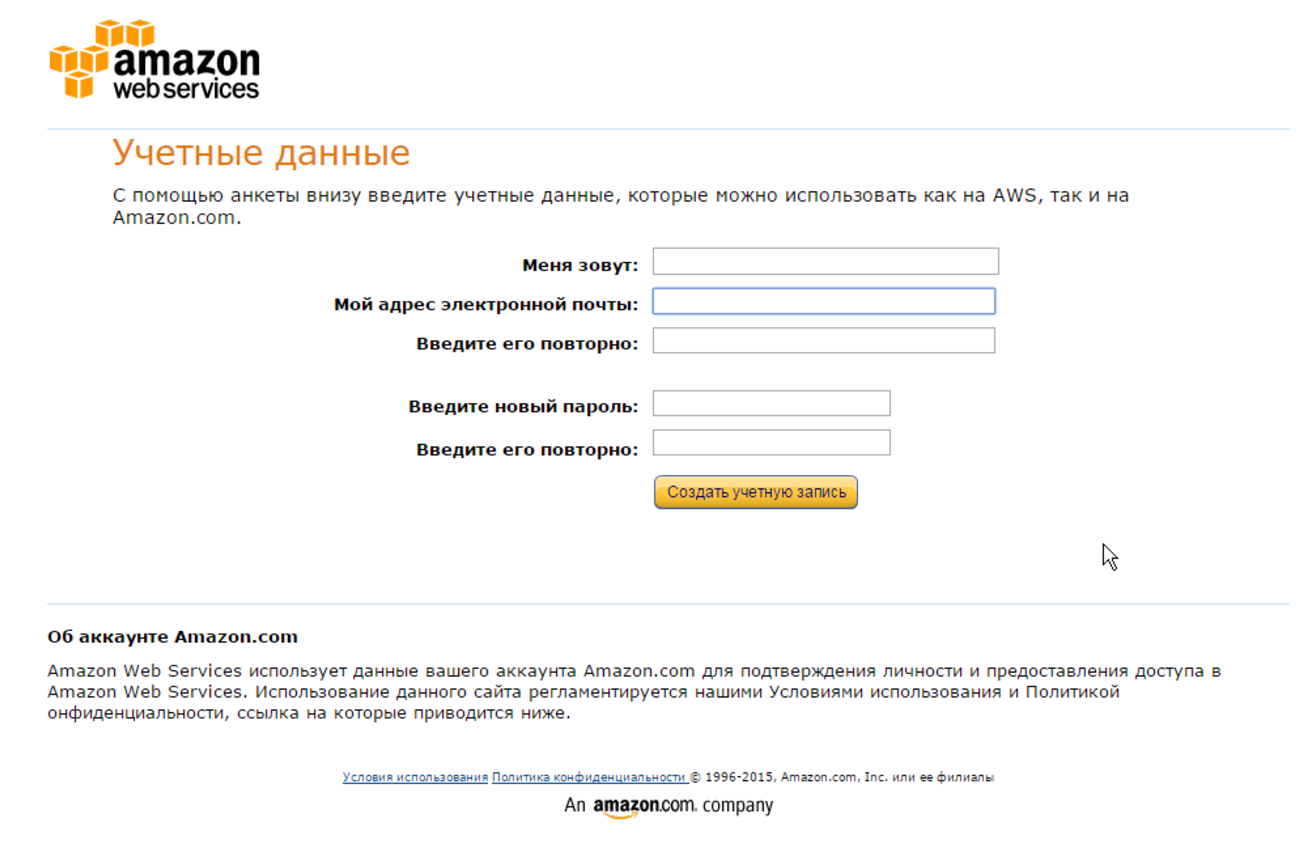 amazon
web services
Учетные данные
С помощью анкеты внизу введите учетные данные, которые можно использовать как на AWS, так и на
Amazon.com.
Меня зовут:
Мой адрес электронной почты:
Введите его повторно:
Введите новый пароль:
Введите его повторно:
Создать учетную запись
Об аккаунте Amazon.com
Amazon Web Services использует данные вашего аккаунта Amazon.com для подтверждения личности и предоставления доступа в
Amazon Web Services. Использование данного сайта регламентируется нашими Условиями использования и Политикой
онфиденциальности, ссылка на которые приводится ниже.
Условия использования Политика конфиденциальности © 1996-2015, Amazon.com, Inc. или ее филиалы
An amazon.com. company